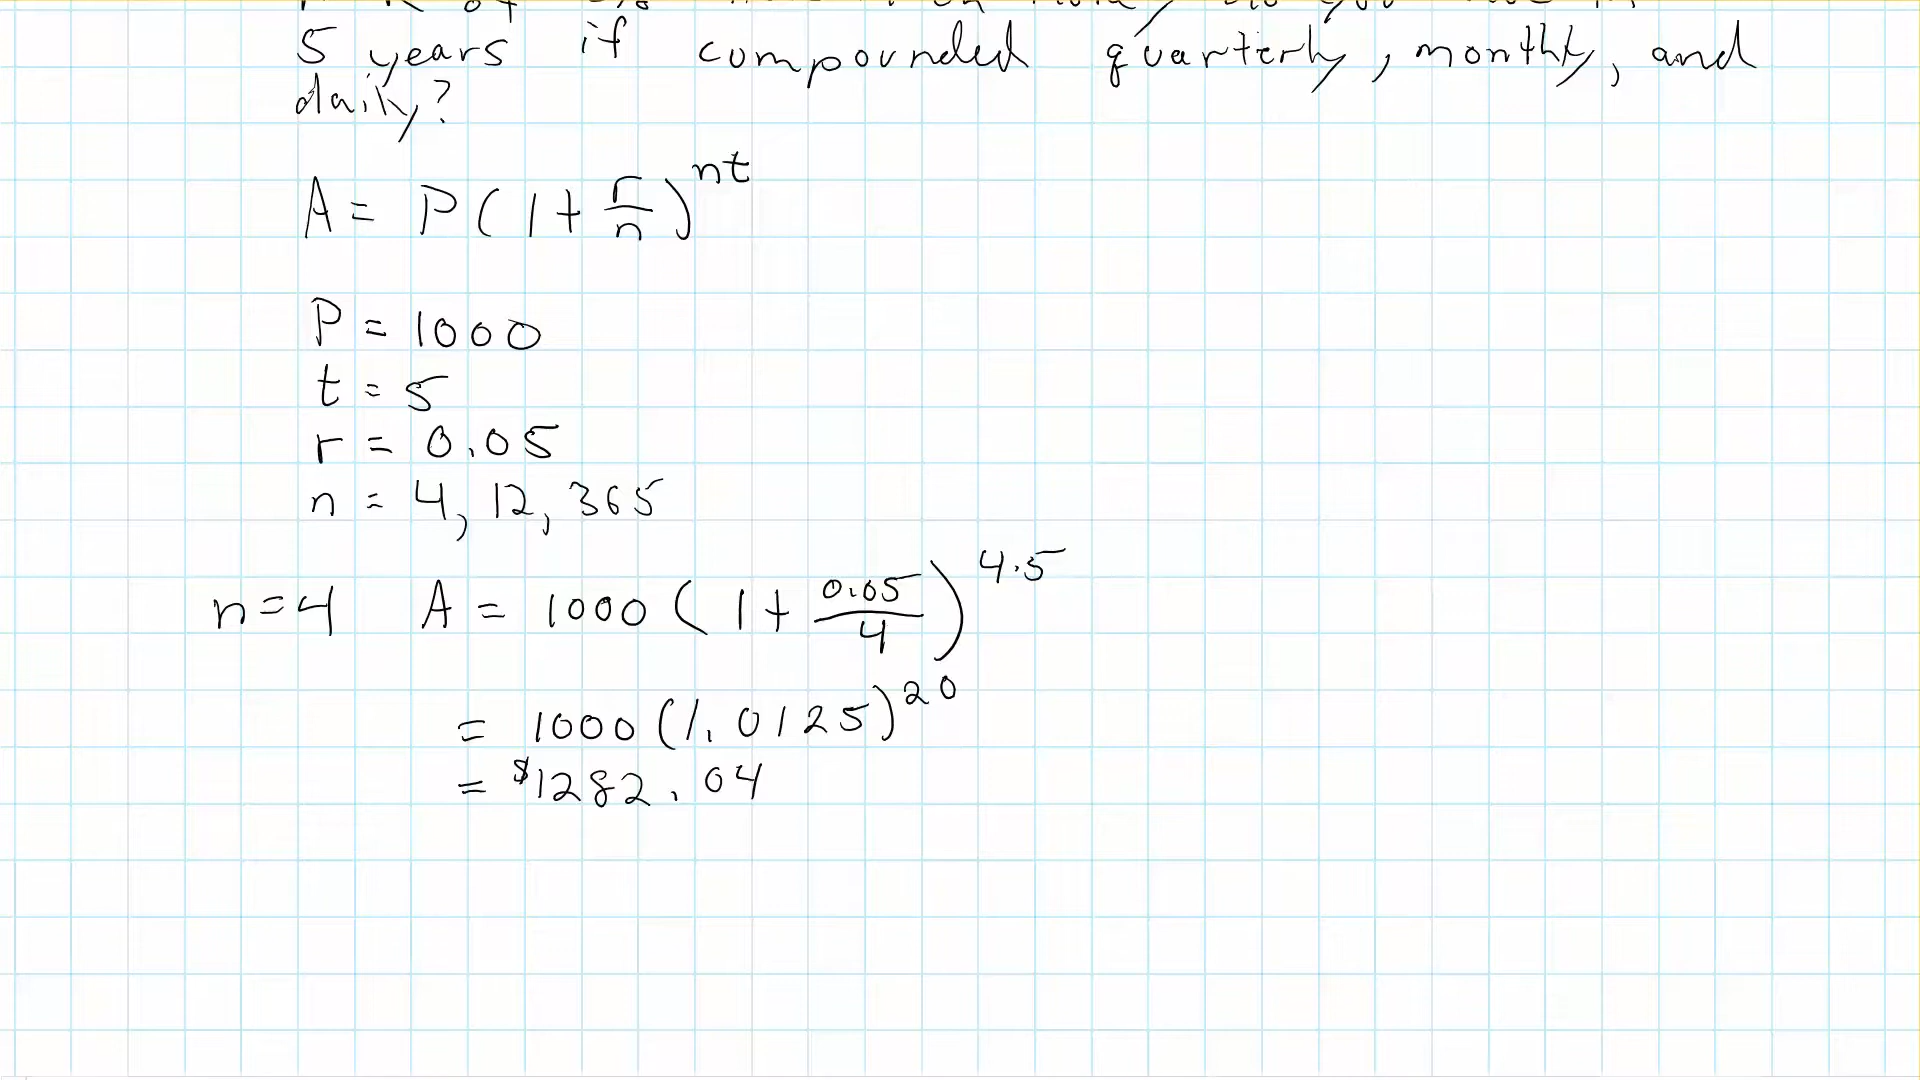 5 years if compounded quarterly, monthly, and
daily?
A = P(1+r/n)^nt
P = 1000
t = 5
r = 0.05
n = 4, 12, 365
n=4 A = 1000(1+0.05/4)^4.5
= 1000(1.0125)^20
= $1282.04